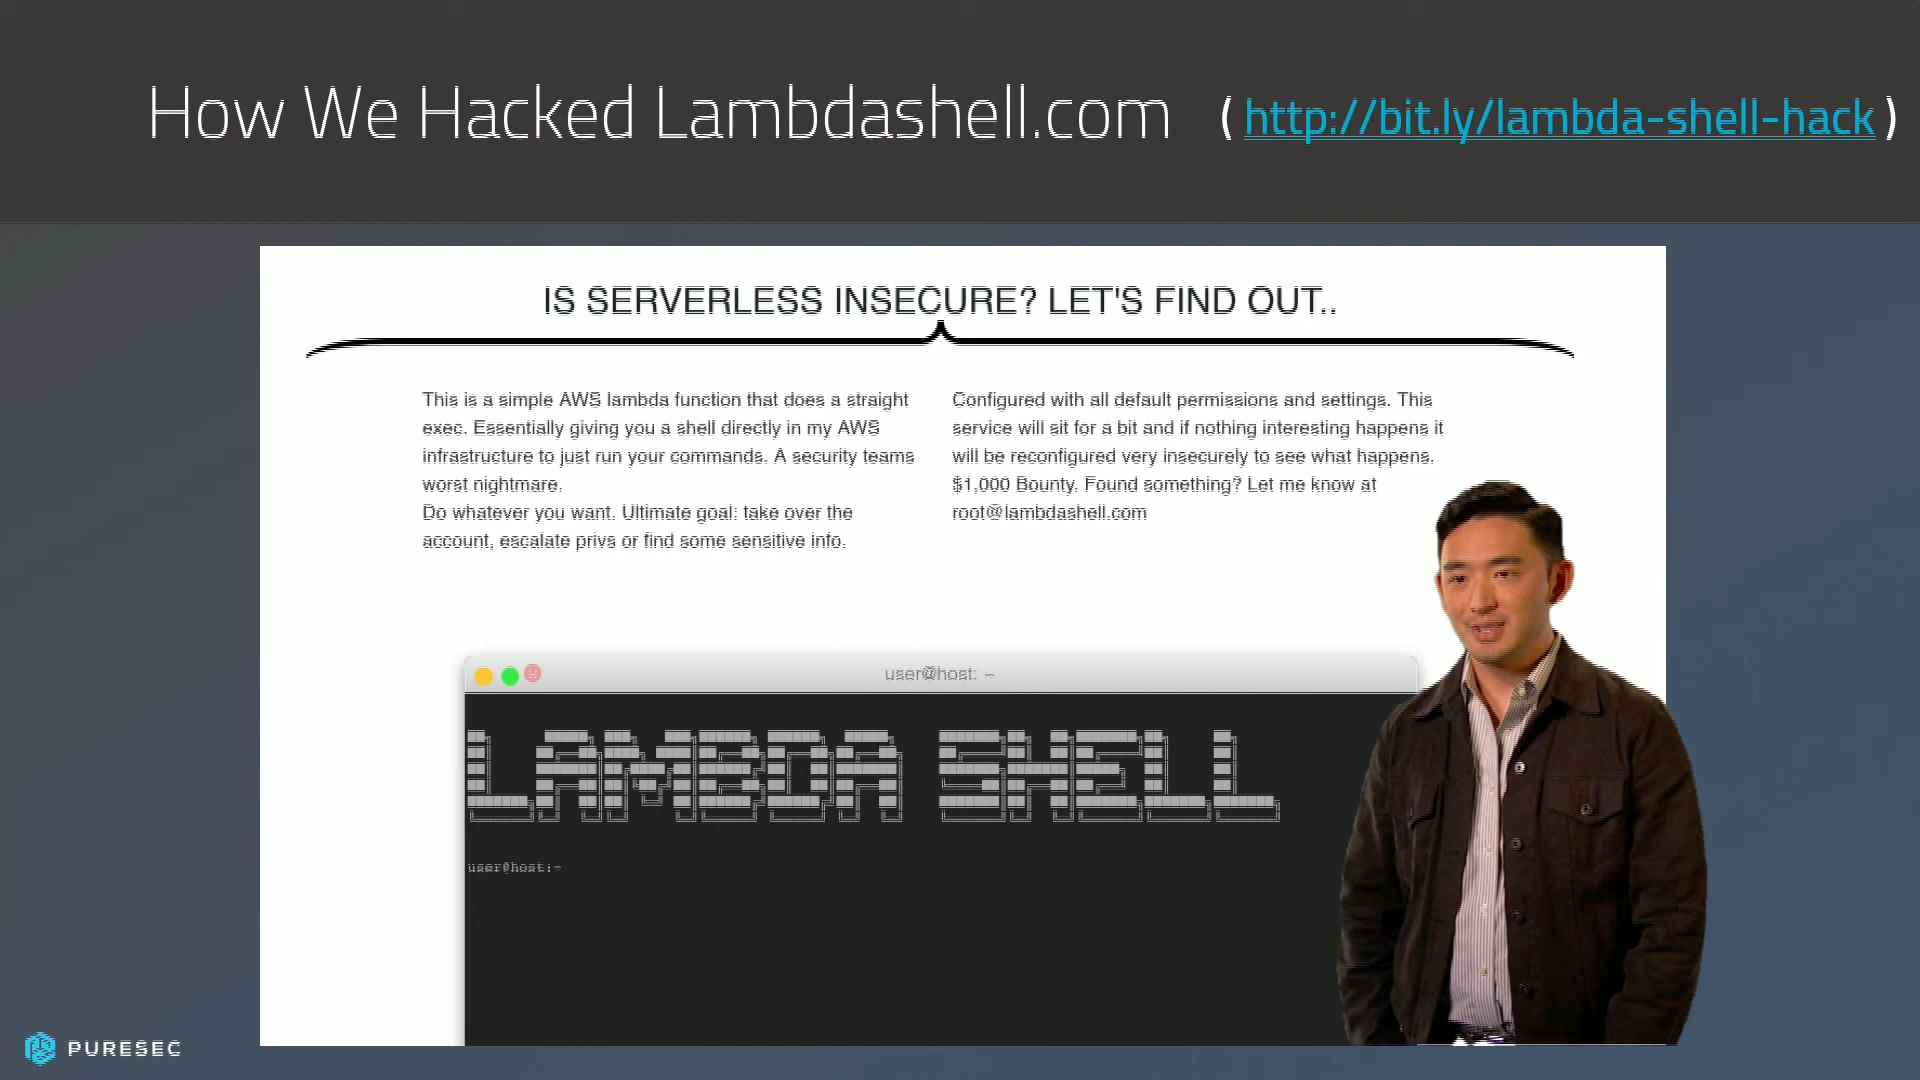 How We Hacked Lambdashell.com ( http://bit.ly/lambda-shell-hack )
IS SERVERLESS INSECURE? LET'S FIND OUT..
This is a simple AWS lambda function that does a straight
exec. Essentially giving you a shell directly in my AWS
infrastructure to just run your commands. A security teams
worst nightmare.
Do whatever you want. Ultimate goal: take over the
account, escalate privs or find some sensitive info.
Configured with all default permissions and settings. This
service will sit for a bit and if nothing interesting happens it
will be reconfigured very insecurely to see what happens.
$1,000 Bounty. Found something? Let me know at
root@lambdashell.com
user@host: ~
LAMBDA SHELL
user@host:~
PURESEC